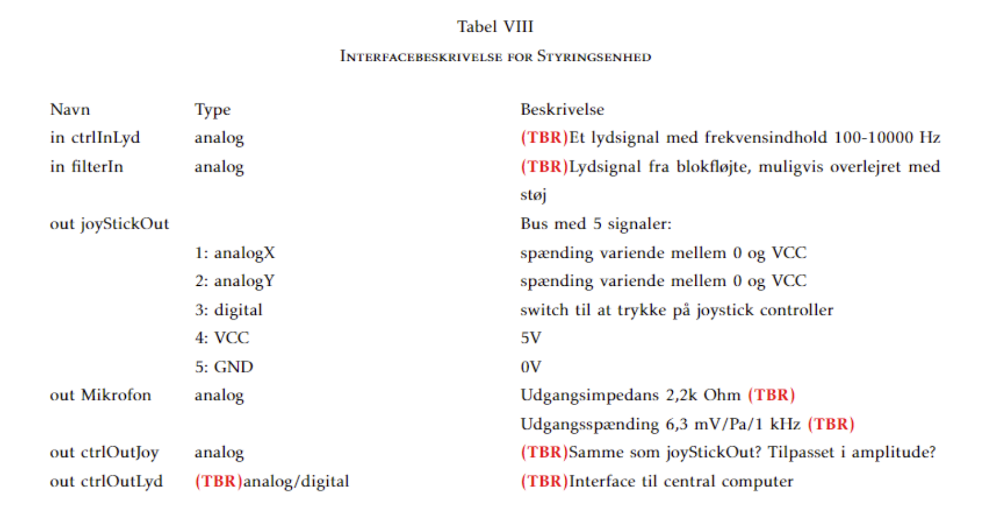 Tabel VIII
Interfacebeskrivelse for Styringsenhed
Navn Type Beskrivelse
in ctrlInLyd analog (TBR)Et lydsignal med frekvensindhold 100-10000 Hz
in filterIn analog (TBR)Lydsignal fra blokfløjte, muligvis overlejret med
støj
out joyStickOut Bus med 5 signaler:
1: analogX spænding variende mellem 0 og VCC
2: analogY spænding variende mellem 0 og VCC
3: digital switch til at trykke på joystick controller
4: VCC 5V
5: GND 0V
out Mikrofon analog Udgangsimpedans 2,2k Ohm (TBR)
Udgangsspænding 6,3 mV/Pa/1 kHz (TBR)
out ctrlOutJoy analog (TBR)Samme som joyStickOut? Tilpasset i amplitude?
out ctrlOutLyd (TBR)analog/digital (TBR)Interface til central computer